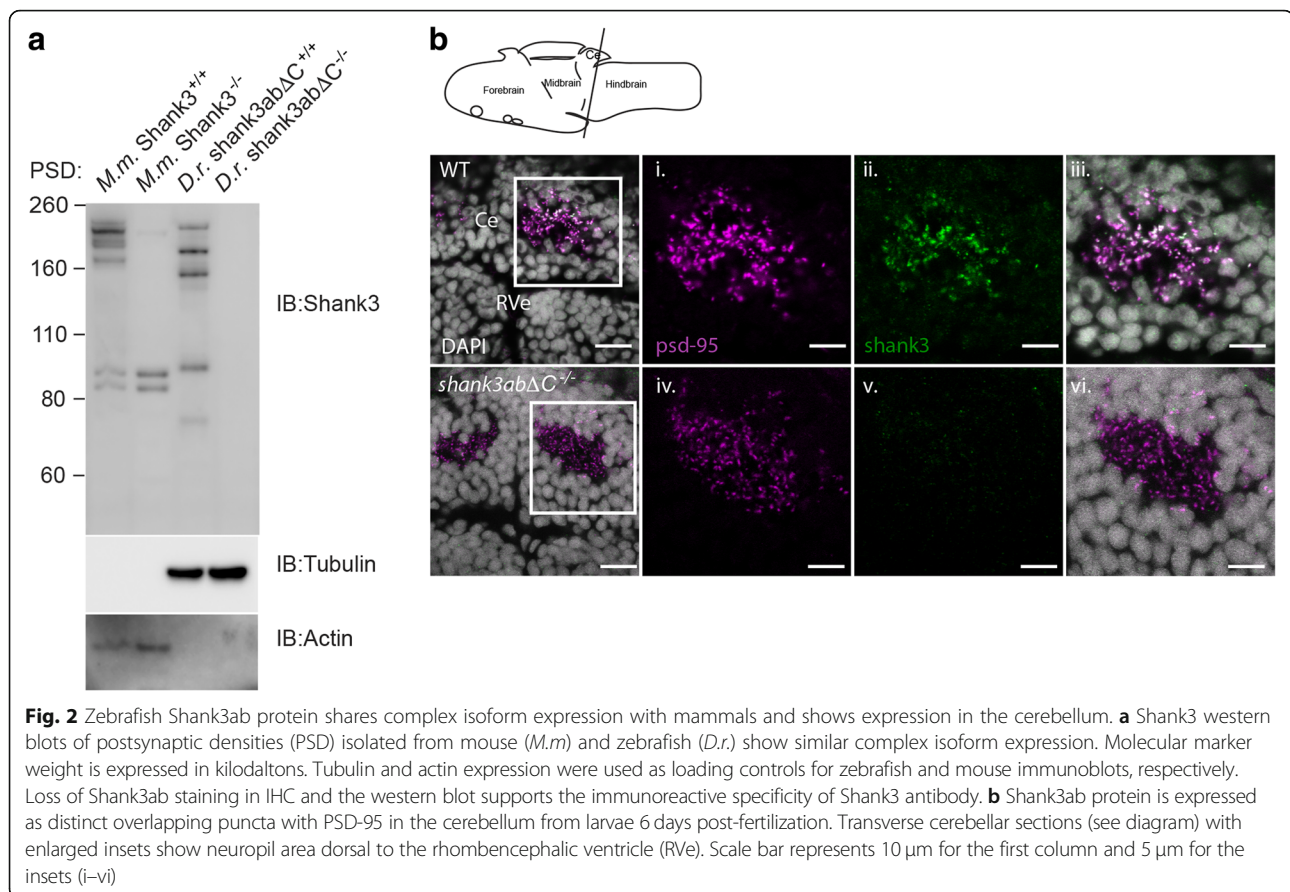 a
PSD:
M.m. Shank3+/+
M.m. Shank3-/-
D.r. shank3abΔC+/+
D.r. shank3abΔC-/-
260
160
110
80
60
IB:Shank3
IB:Tubulin
IB:Actin
b
Forebrain
Midbrain
Ce
Hindbrain
WT
Ce
RVe
DAPI
i.
psd-95
ii.
shank3
iii.
shank3abΔC-/-
iv.
v.
vi.
Fig. 2 Zebrafish Shank3ab protein shares complex isoform expression with mammals and shows expression in the cerebellum. a Shank3 western
blots of postsynaptic densities (PSD) isolated from mouse (M.m) and zebrafish (D.r.) show similar complex isoform expression. Molecular marker
weight is expressed in kilodaltons. Tubulin and actin expression were used as loading controls for zebrafish and mouse immunoblots, respectively.
Loss of Shank3ab staining in IHC and the western blot supports the immunoreactive specificity of Shank3 antibody. b Shank3ab protein is expressed
as distinct overlapping puncta with PSD-95 in the cerebellum from larvae 6 days post-fertilization. Transverse cerebellar sections (see diagram) with
enlarged insets show neuropil area dorsal to the rhombencephalic ventricle (RVe). Scale bar represents 10 μm for the first column and 5 μm for the
insets (i–vi)